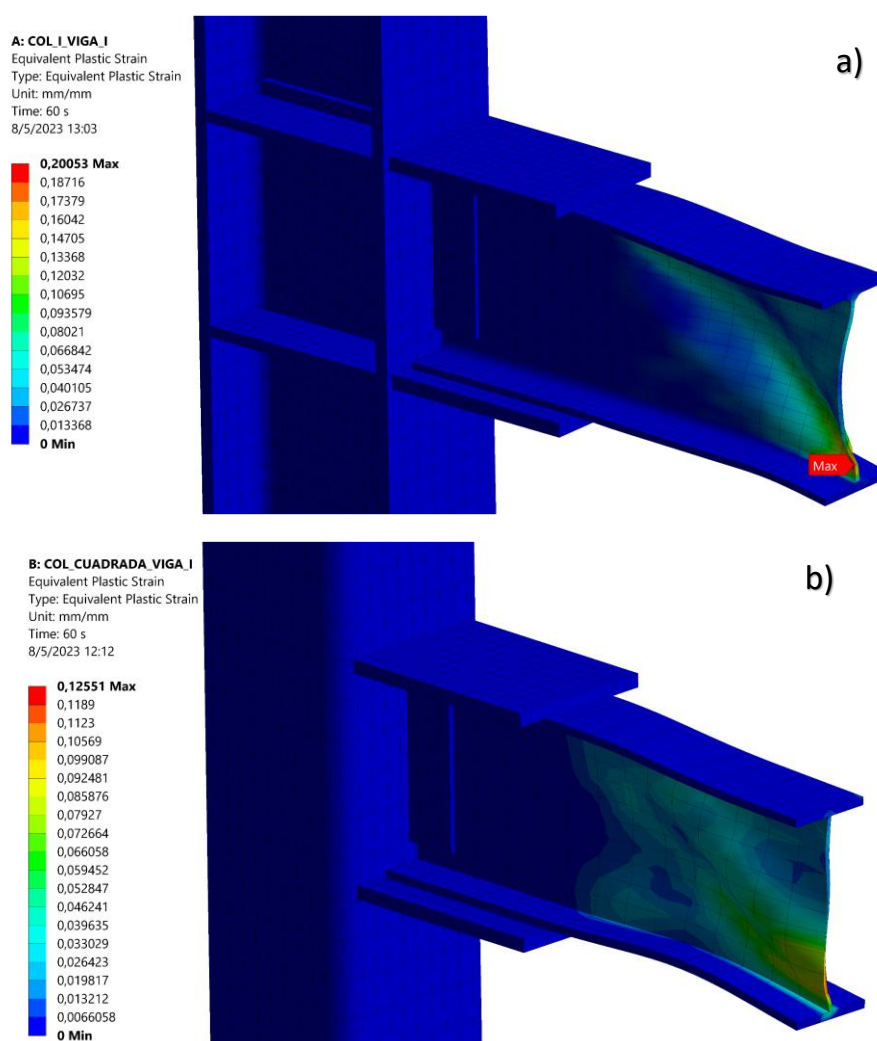 A: COL_I_VIGA_I
Equivalent Plastic Strain
Type: Equivalent Plastic Strain
Unit: mm/mm
Time: 60 s
8/5/2023 13:03
a)
0,20053 Max
0,18716
0,17379
0,16042
0,14705
0,13368
0,12032
0,10695
0,093579
0,08021
0,066842
0,053474
0,040105
0,026737
0,013368
0 Min
Max
B: COL_CUADRADA_VIGA_I
Equivalent Plastic Strain
Type: Equivalent Plastic Strain
Unit: mm/mm
Time: 60 s
8/5/2023 12:12
b)
0,12551 Max
0,1189
0,1123
0,10569
0,099087
0,092481
0,085876
0,07927
0,072664
0,066058
0,059452
0,052847
0,046241
0,039635
0,033029
0,026423
0,019817
0,013212
0,0066058
0 Min